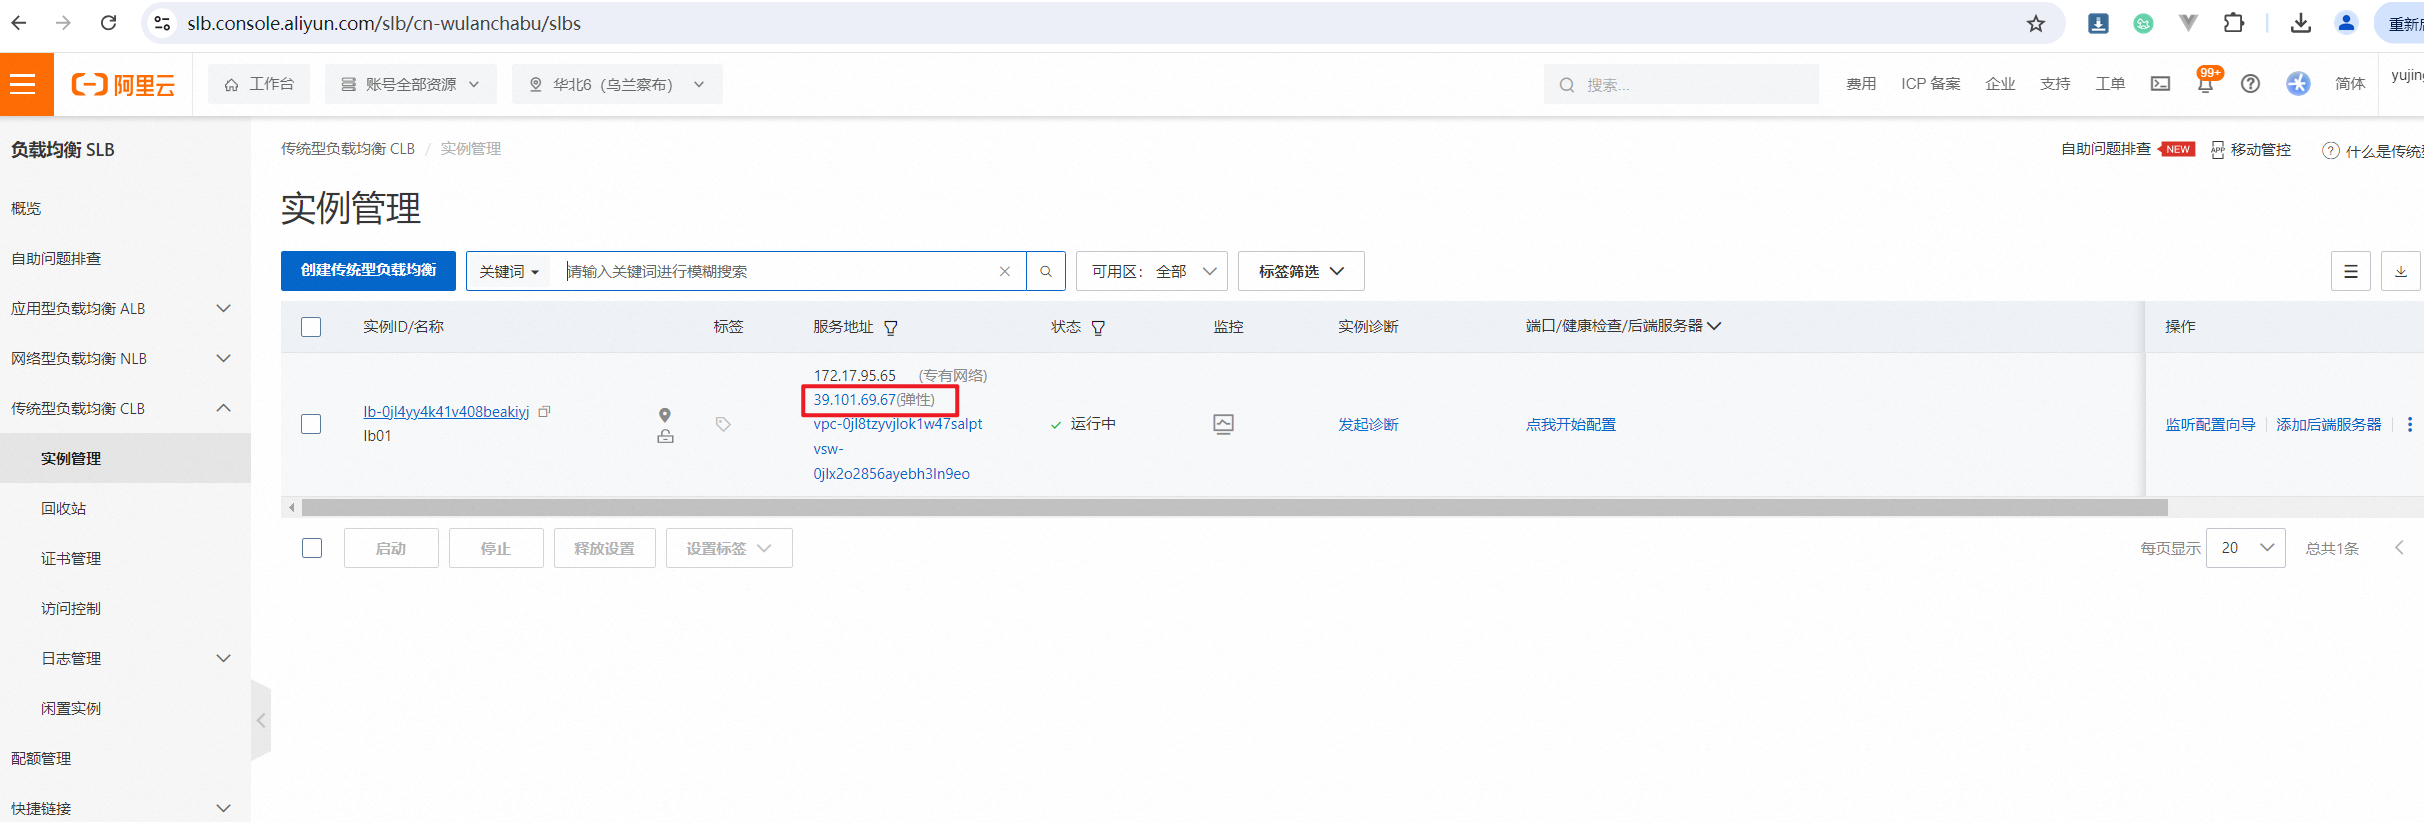 slb.console.aliyun.com/slb/cn-wulanchabu/slbs
重新启
阿里云
工作台
账号全部资源
华北6（乌兰察布）
搜索...
费用
ICP 备案
企业
支持
工单
99+
简体
yujing
负载均衡 SLB
概览
自助问题排查
应用型负载均衡 ALB
网络型负载均衡 NLB
传统型负载均衡 CLB
实例管理
回收站
证书管理
访问控制
日志管理
闲置实例
配额管理
快捷链接
传统型负载均衡 CLB / 实例管理
自助问题排查 NEW
APP 移动管控
什么是传统型
实例管理
创建传统型负载均衡
关键词
请输入关键词进行模糊搜索
可用区： 全部
标签筛选
实例ID/名称
标签
服务地址
状态
监控
实例诊断
端口/健康检查/后端服务器
操作
lb-0jl4yy4k41v408beakiyj
lb01
172.17.95.65 (专有网络)
39.101.69.67(弹性)
vpc-0jl8tzyvjlok1w47salpt
vsw-
0jlx2o2856ayebh3ln9eo
运行中
发起诊断
点我开始配置
监听配置向导
添加后端服务器
启动
停止
释放设置
设置标签
每页显示 20
总共1条